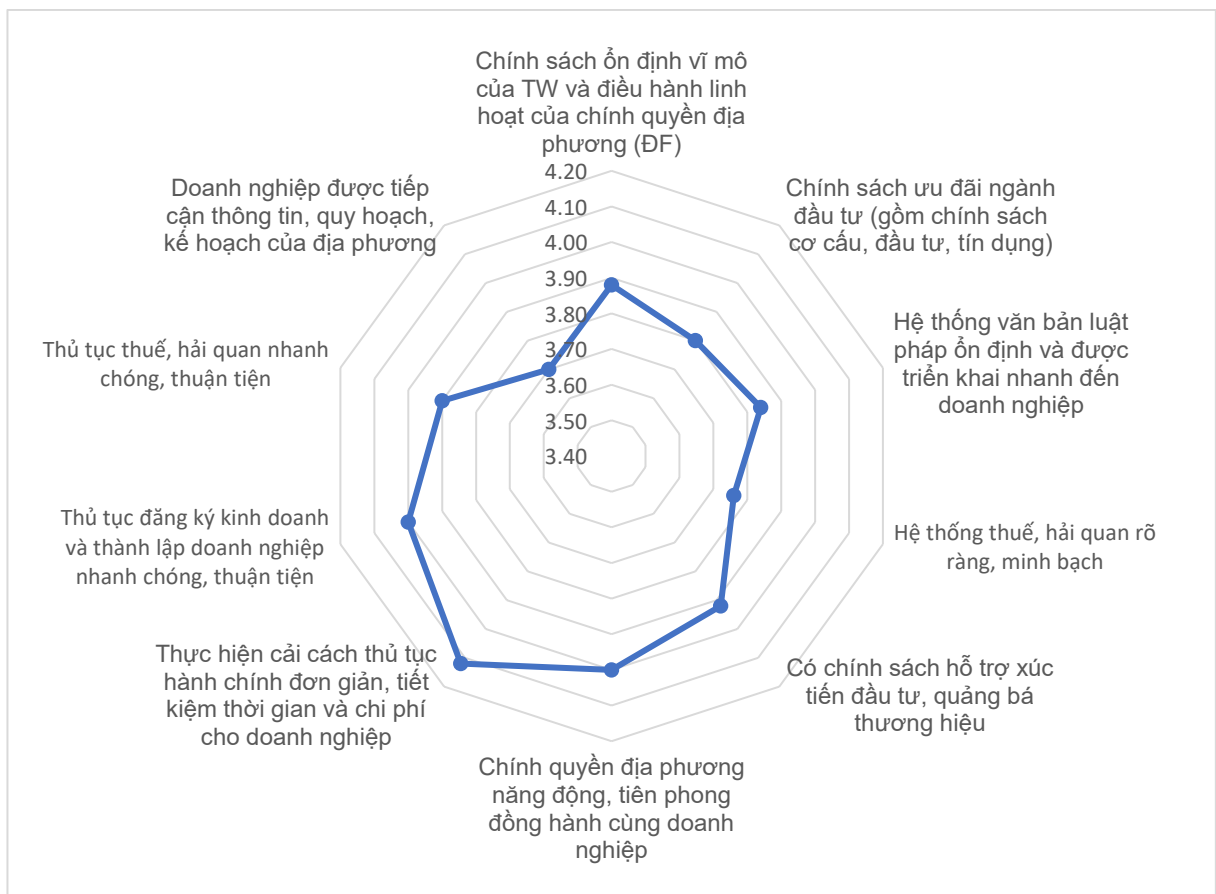 Chính sách ổn định vĩ mô
của TW và điều hành linh
hoạt của chính quyền địa
phương (ĐF)
Chính sách ưu đãi ngành
đầu tư (gồm chính sách
cơ cấu, đầu tư, tín dụng)
Hệ thống văn bản luật
pháp ổn định và được
triển khai nhanh đến
doanh nghiệp
Hệ thống thuế, hải quan rõ
ràng, minh bạch
Có chính sách hỗ trợ xúc
tiến đầu tư, quảng bá
thương hiệu
Chính quyền địa phương
năng động, tiên phong
đồng hành cùng doanh
nghiệp
Thực hiện cải cách thủ tục
hành chính đơn giản, tiết
kiệm thời gian và chi phí
cho doanh nghiệp
Thủ tục đăng ký kinh doanh
và thành lập doanh nghiệp
nhanh chóng, thuận tiện
Thủ tục thuế, hải quan nhanh
chóng, thuận tiện
Doanh nghiệp được tiếp
cận thông tin, quy hoạch,
kế hoạch của địa phương
4.20
4.10
4.00
3.90
3.80
3.70
3.60
3.50
3.40